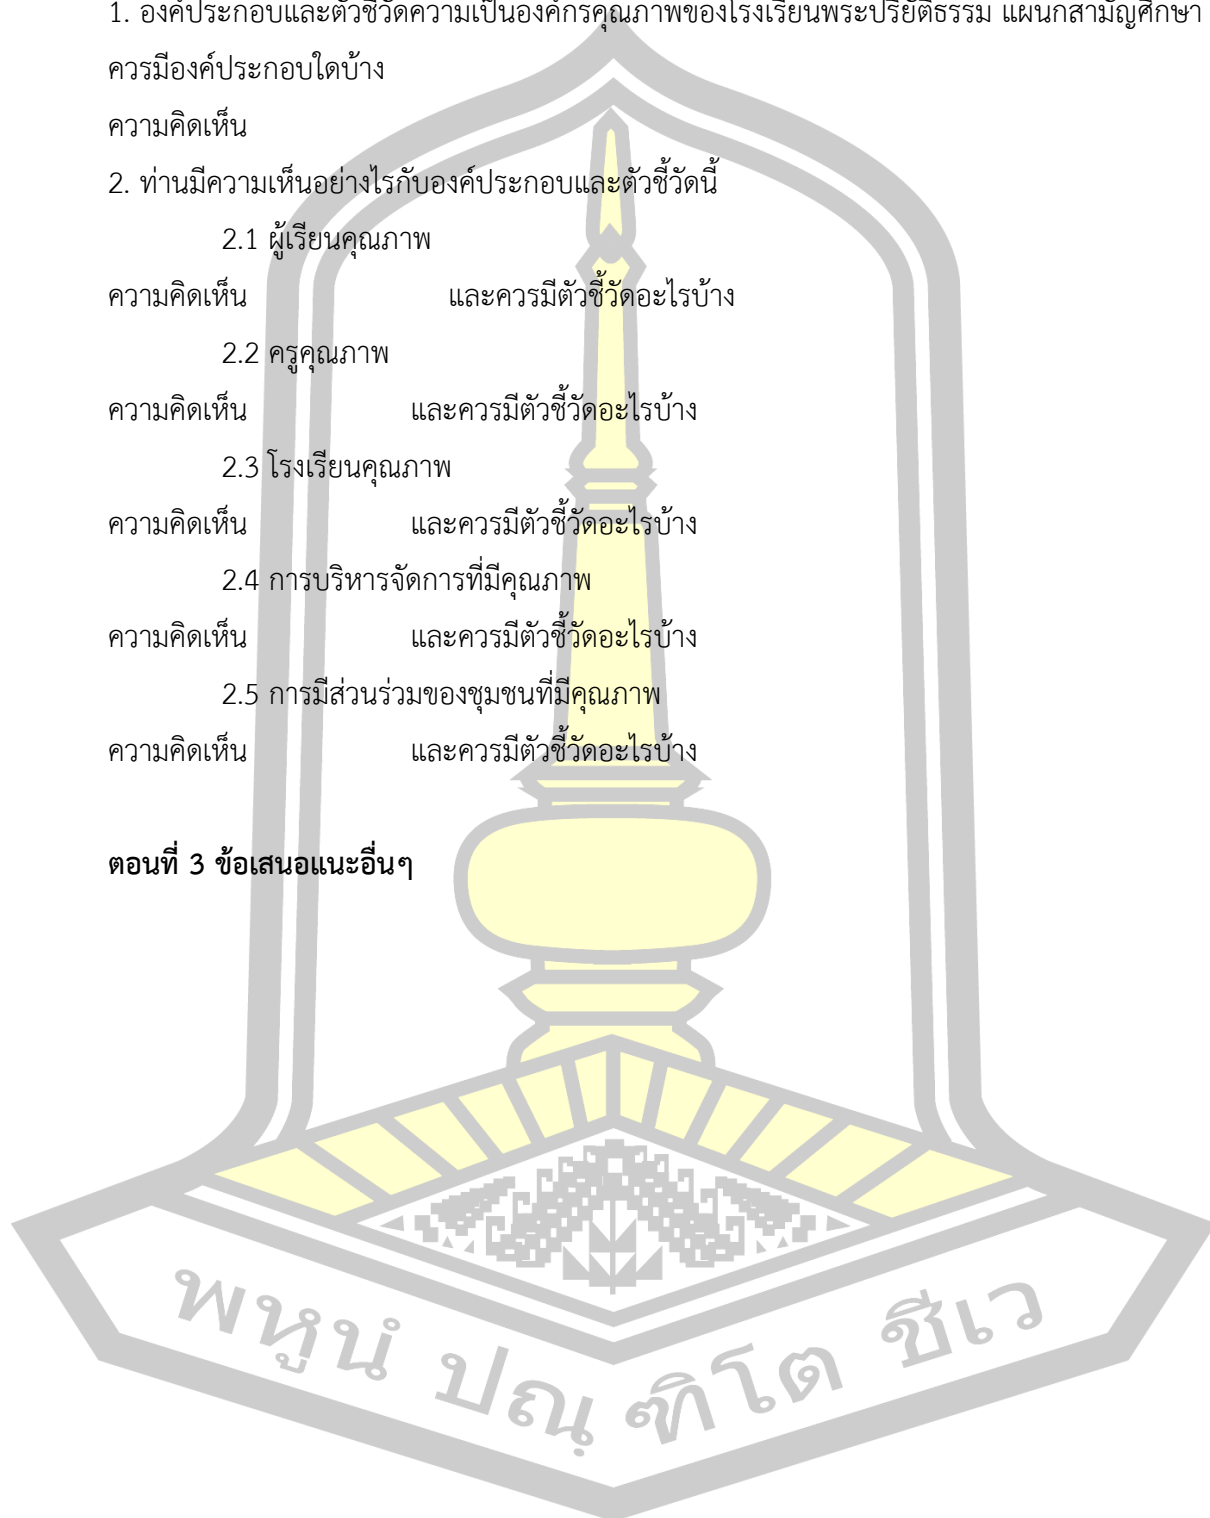 1. องค์ประกอบและตัวชี้วัดความเป็นองค์กรคุณภาพของโรงเรียนพระปริยัติธรรม แผนกสามัญศึกษา
ควรมีองค์ประกอบใดบ้าง
ความคิดเห็น
2. ท่านมีความเห็นอย่างไรกับองค์ประกอบและตัวชี้วัดนี้
2.1 ผู้เรียนคุณภาพ
ความคิดเห็น และควรมีตัวชี้วัดอะไรบ้าง
2.2 ครูคุณภาพ
ความคิดเห็น และควรมีตัวชี้วัดอะไรบ้าง
2.3 โรงเรียนคุณภาพ
ความคิดเห็น และควรมีตัวชี้วัดอะไรบ้าง
2.4 การบริหารจัดการที่มีคุณภาพ
ความคิดเห็น และควรมีตัวชี้วัดอะไรบ้าง
2.5 การมีส่วนร่วมของชุมชนที่มีคุณภาพ
ความคิดเห็น และควรมีตัวชี้วัดอะไรบ้าง
ตอนที่ 3 ข้อเสนอแนะอื่นๆ
พหูนํ ปณฺฑิโต ชีเว